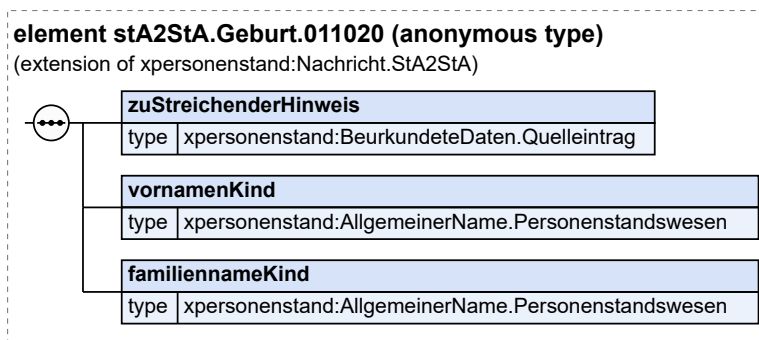 element stA2StA.Geburt.011020 (anonymous type)
(extension of xpersonenstand:Nachricht.StA2StA)
zuStreichenderHinweis
type xpersonenstand:BeurkundeteDaten.Quelleintrag
vornamenKind
type xpersonenstand:AllgemeinerName.Personenstandswesen
familiennameKind
type xpersonenstand:AllgemeinerName.Personenstandswesen